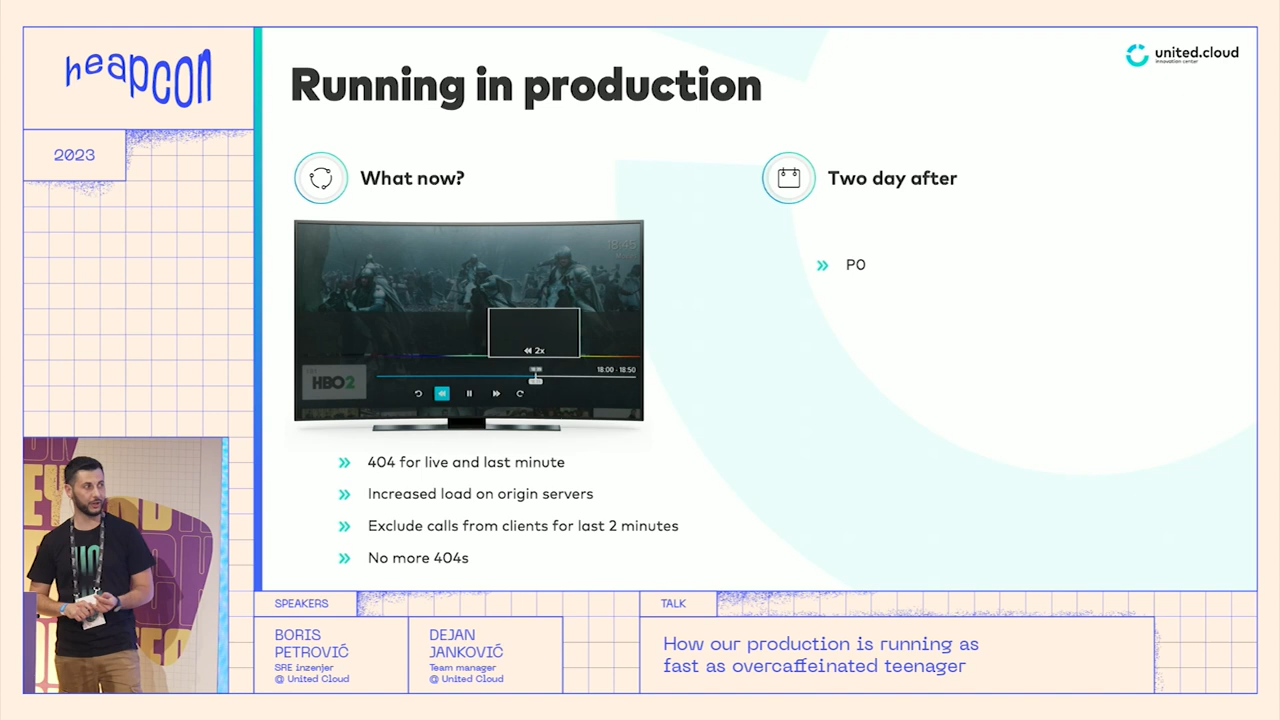 heapcon
2023
united.cloud
innovation center
Running in production
What now?
18:45
2x
HBO2
18:00 - 18:50
404 for live and last minute
Increased load on origin servers
Exclude calls from clients for last 2 minutes
No more 404s
Two day after
P0
SPEAKERS
BORIS
PETROVIĆ
SRE inzenjer
@ United Cloud
DEJAN
JANKOVIĆ
Team manager
@ United Cloud
TALK
How our production is running as
fast as overcaffeinated teenager